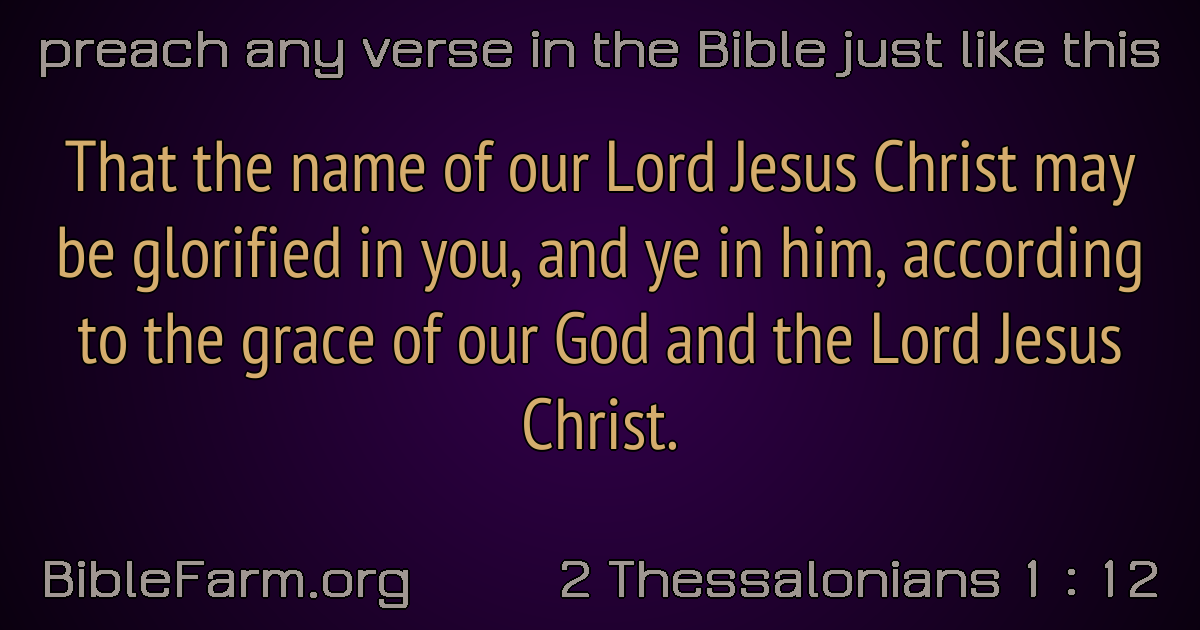 preach any verse in the Bible just like this
That the name of our Lord Jesus Christ may
be glorified in you, and ye in him, according
to the grace of our God and the Lord Jesus
Christ.
BibleFarm.org 2 Thessalonians 1 : 12